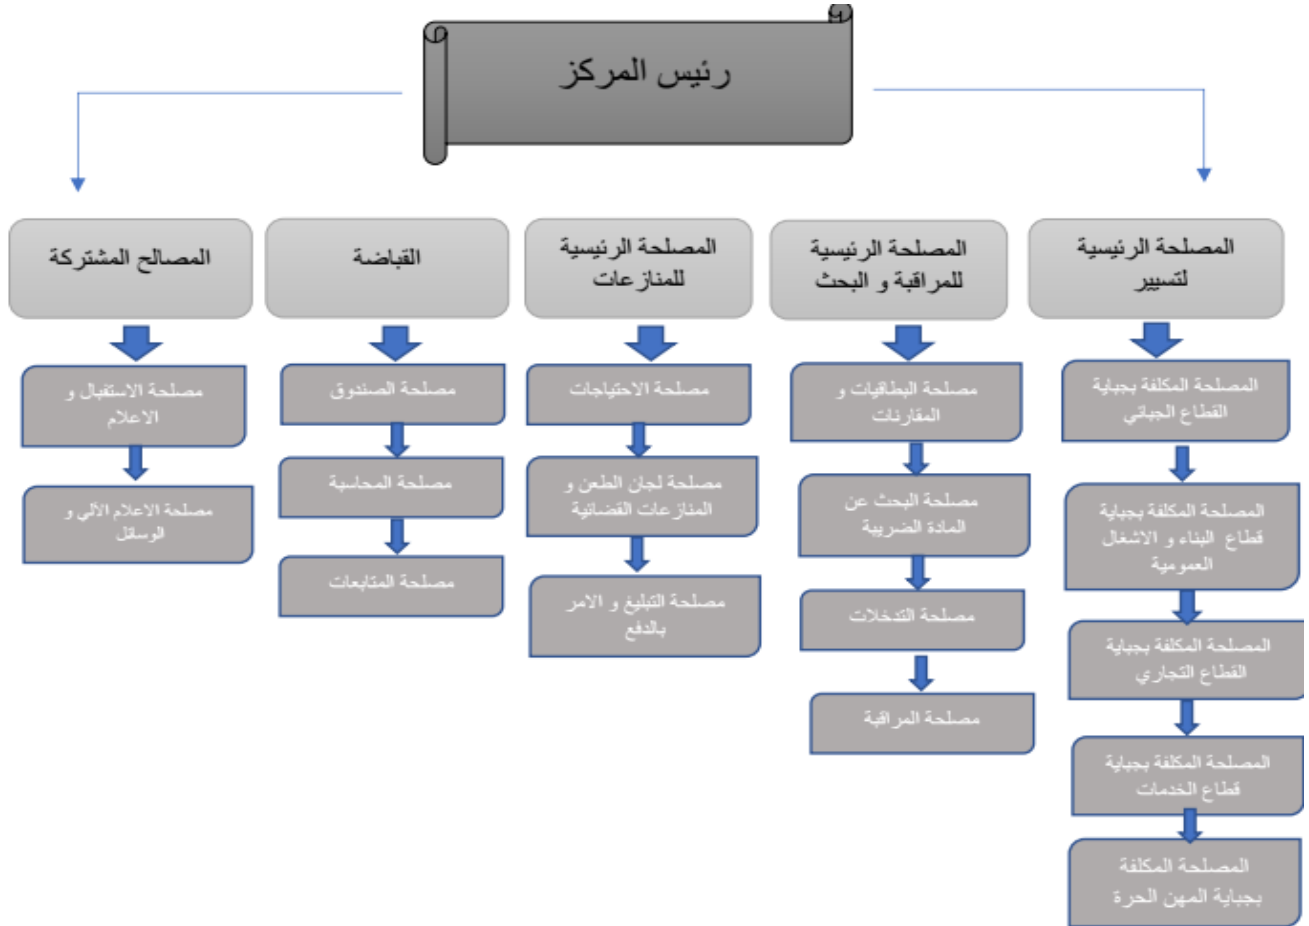 رئيس المركز
المصلحة الرئيسية
لتسيير
المصلحة الرئيسية
للمراقبة و البحث
المصلحة الرئيسية
للمنازعات
القباضة
المصالح المشتركة
المصلحة المكلفة بجباية
القطاع الجبائي
المصلحة المكلفة بجباية
قطاع البناء و الاشغال
العمومية
المصلحة المكلفة بجباية
القطاع التجاري
المصلحة المكلفة بجباية
قطاع الخدمات
المصلحة المكلفة
بجباية المهن الحرة
مصلحة البطاقيات و
المقارنات
مصلحة البحث عن
المادة الضريبة
مصلحة التدخلات
مصلحة المراقبة
مصلحة الاحتياجات
مصلحة لجان الطعن و
المنازعات القضائية
مصلحة التبليغ و الامر
بالدفع
مصلحة الصندوق
مصلحة المحاسبة
مصلحة المتابعات
مصلحة الاستقبال و
الاعلام
مصلحة الاعلام الألي و
الوسائل